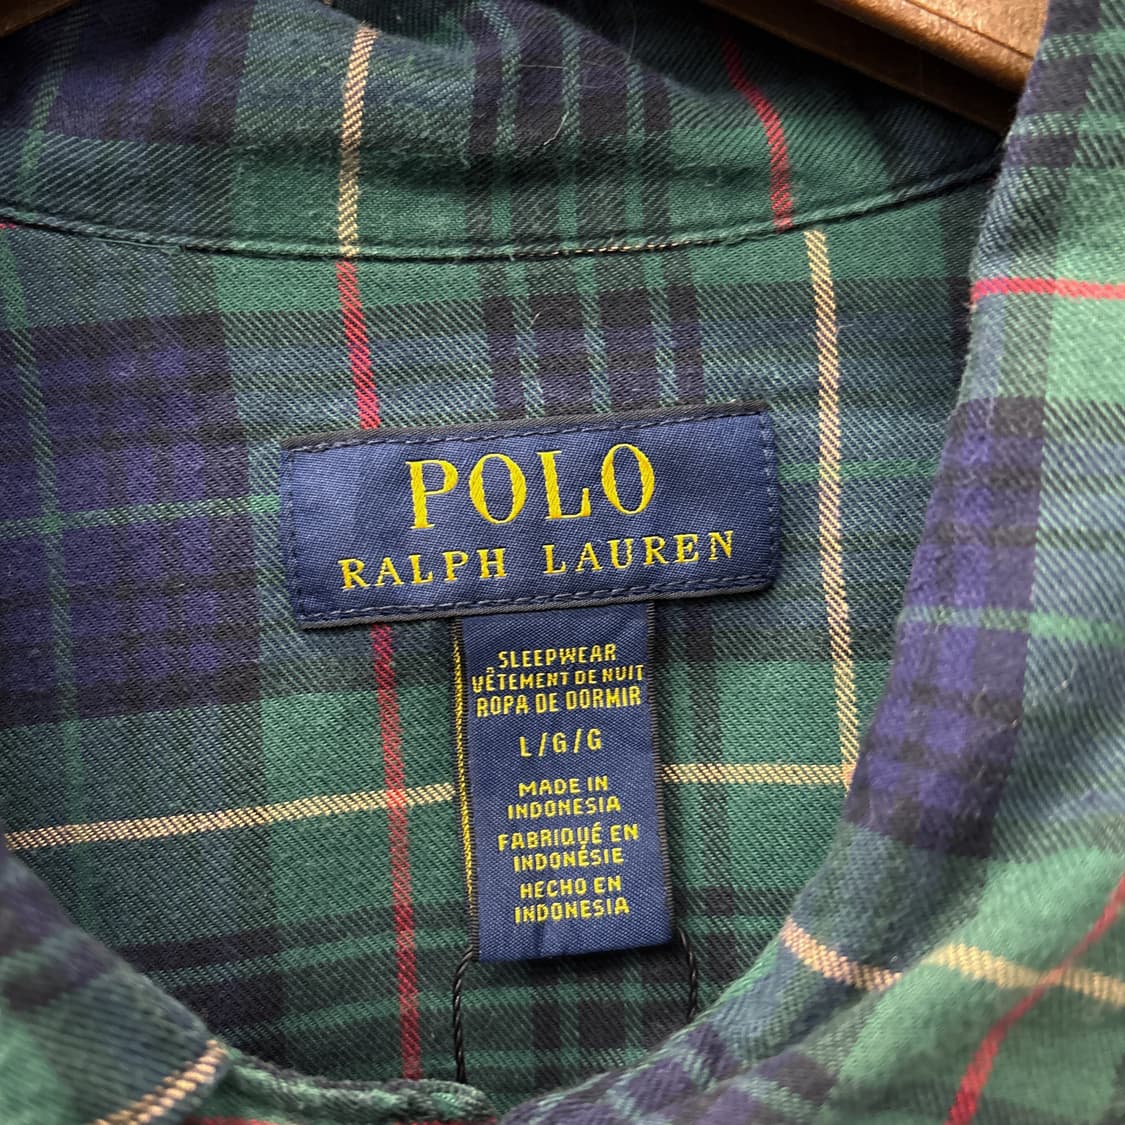 POLO
RALPH LAUREN
SLEEPWEAR
VÊTEMENT DE NUIT
ROPA DE DORMIR
L/G/G
MADE IN
INDONESIA
FABRIQUÉ EN
INDONÉSIE
HECHO EN
INDONESIA